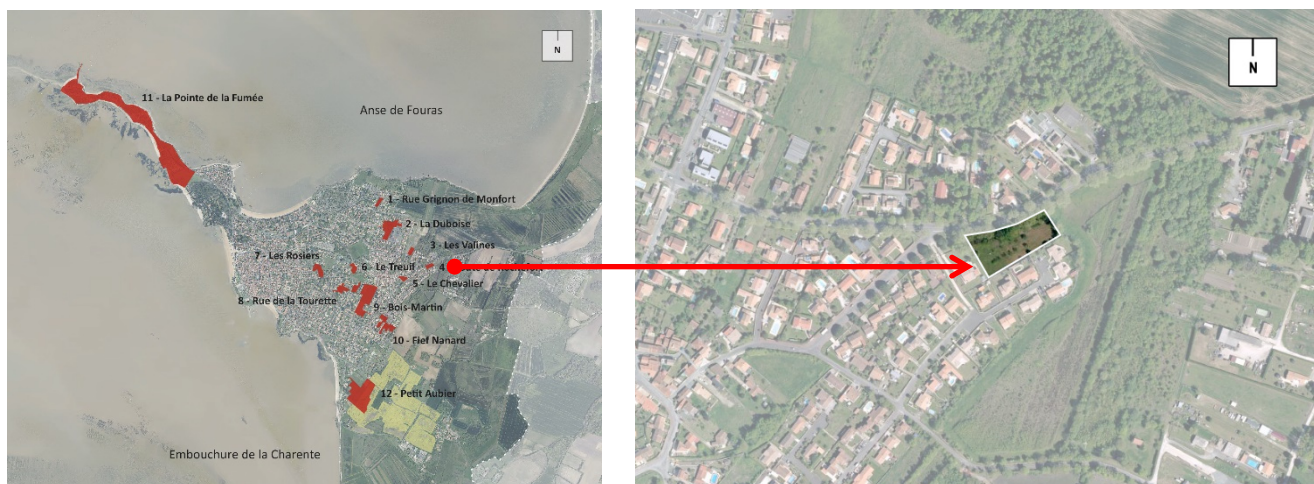 N
11 - La Pointe de la Fumée
Anse de Fouras
1 - Rue Grignon de Monfort
2 - La Duboise
3 - Les Valines
7 - Les Rosiers
6 - Le Treuil
4
5 - Le Chevalier
8 - Rue de la Tourette
9 - Bois-Martin
10 - Fief Nanard
12 - Petit Aubier
Embouchure de la Charente
N